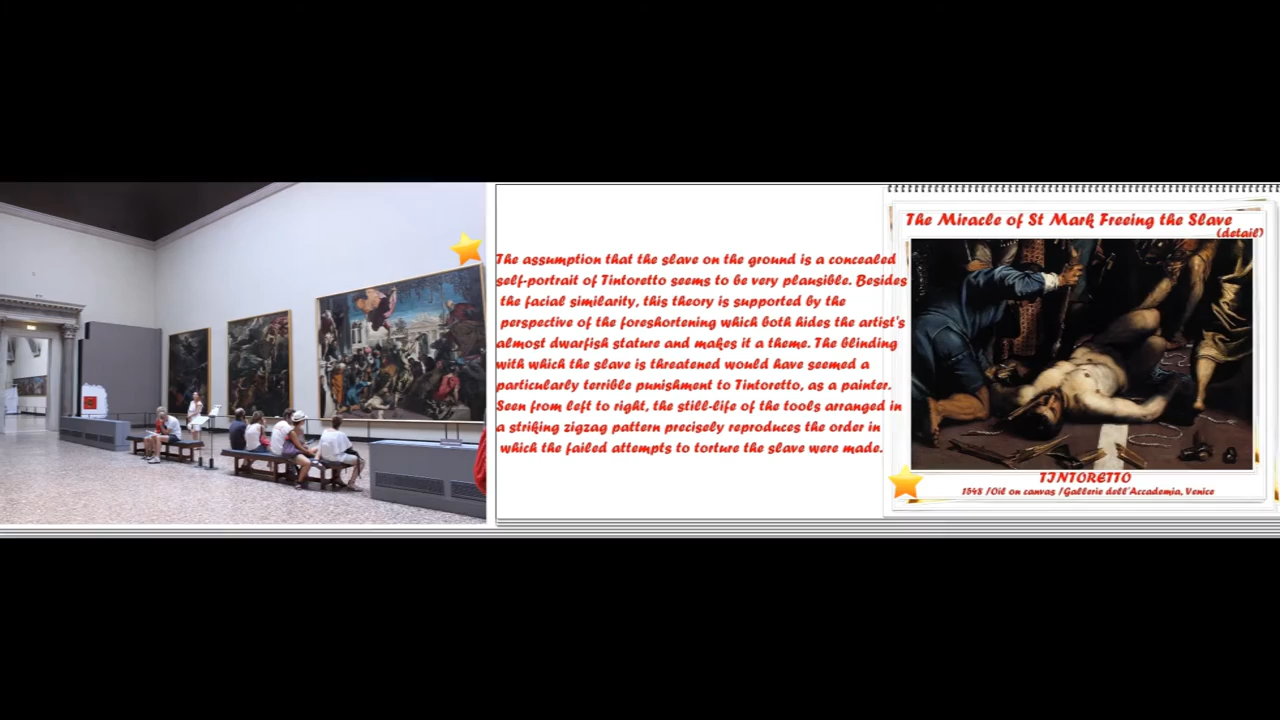 The assumption that the slave on the ground is a concealed
self-portrait of Tintoretto seems to be very plausible. Besides
the facial similarity, this theory is supported by the
perspective of the foreshortening which both hides the artist's
almost dwarfish stature and makes it a theme. The blinding
with which the slave is threatened would have seemed a
particularly terrible punishment to Tintoretto, as a painter.
Seen from left to right, the still-life of the tools arranged in
a striking zigzag pattern precisely reproduces the order in
which the failed attempts to torture the slave were made.
The Miracle of St Mark Freeing the Slave
(detail)
TINTORETTO
1548 /Oil on canvas /Gallerie dell'Accademia, Venice